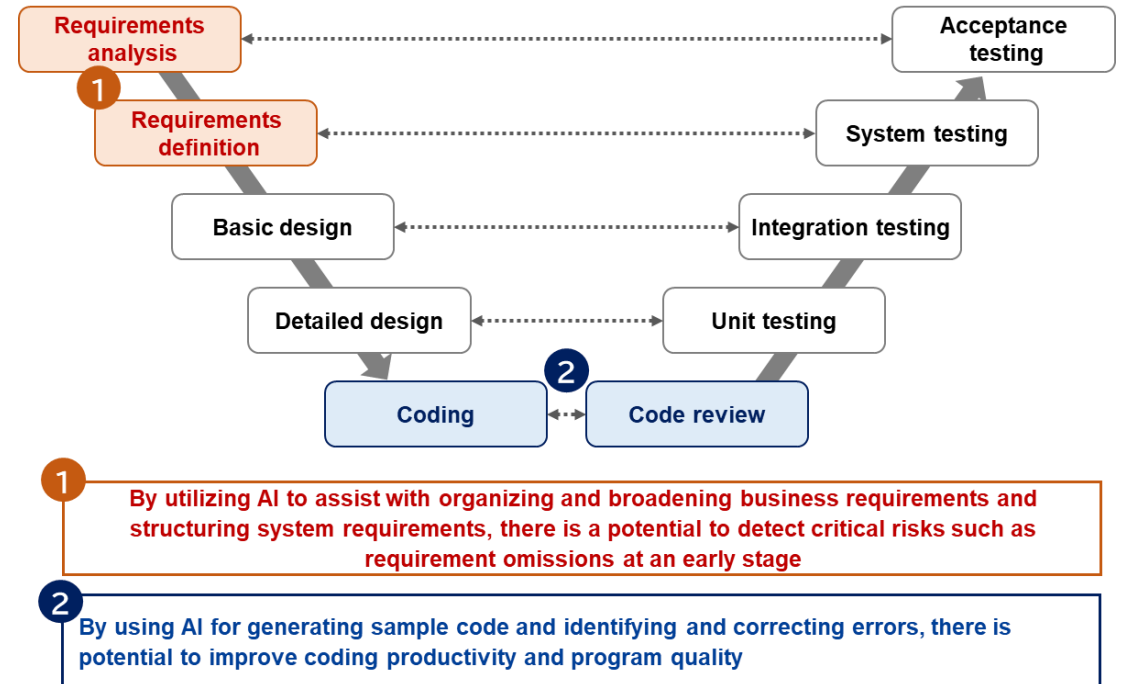 Requirements
analysis
Acceptance
testing
1
Requirements
definition
System testing
Basic design
Integration testing
Detailed design
Unit testing
2
Coding
Code review
1
By utilizing AI to assist with organizing and broadening business requirements and
structuring system requirements, there is a potential to detect critical risks such as
requirement omissions at an early stage
2
By using AI for generating sample code and identifying and correcting errors, there is
potential to improve coding productivity and program quality